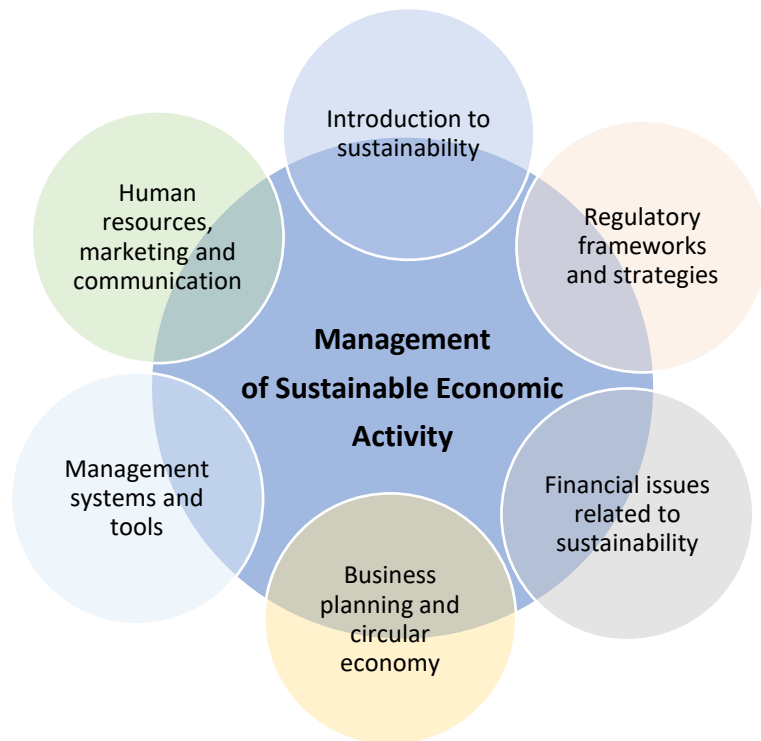 Introduction to
sustainability
Regulatory
frameworks
and strategies
Financial issues
related to
sustainability
Business
planning and
circular
economy
Management
systems and
tools
Human
resources,
marketing and
communication
Management
of Sustainable Economic
Activity